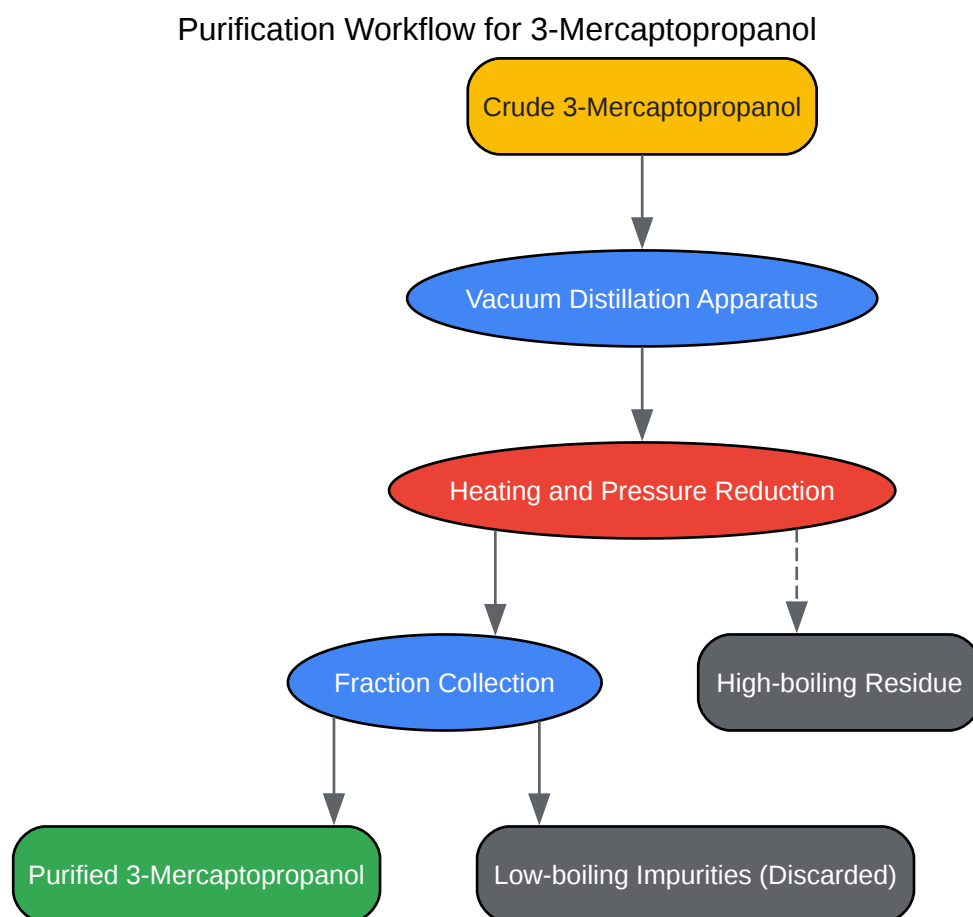 Purification Workflow for 3-Mercaptopropanol
Crude 3-Mercaptopropanol
Vacuum Distillation Apparatus
Heating and Pressure Reduction
Fraction Collection
High-boiling Residue
Purified 3-Mercaptopropanol
Low-boiling Impurities (Discarded)